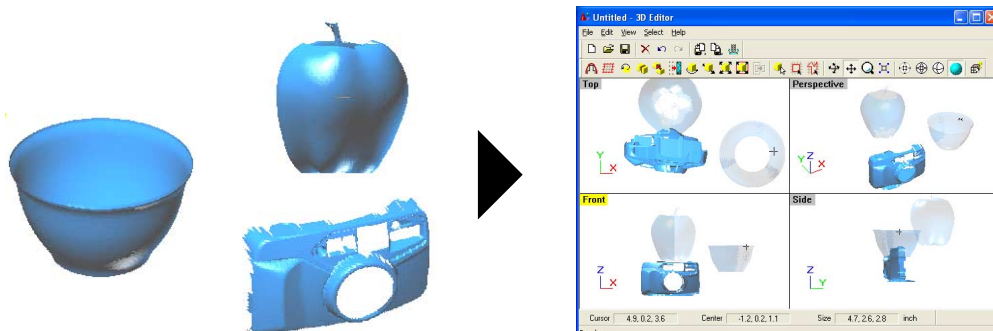 Untitled - 3D Editor
File Edit View Select Help
Top
Perspective
Y
X
Z
Y
X
Front
Side
Z
X
Z
Y
Cursor 4.9, 0.2, 3.6 Center -1.2, 0.2, 1.1 Size 4.7, 2.6, 2.8 inch